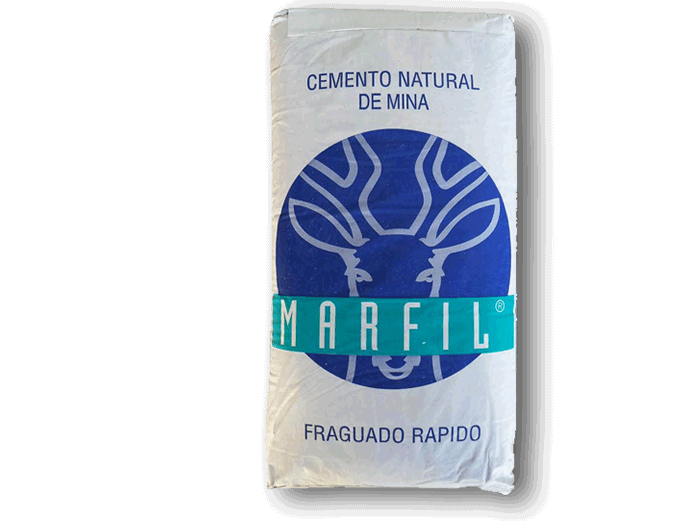 CEMENTO NATURAL
DE MINA
MARFIL®
FRAGUADO RAPIDO